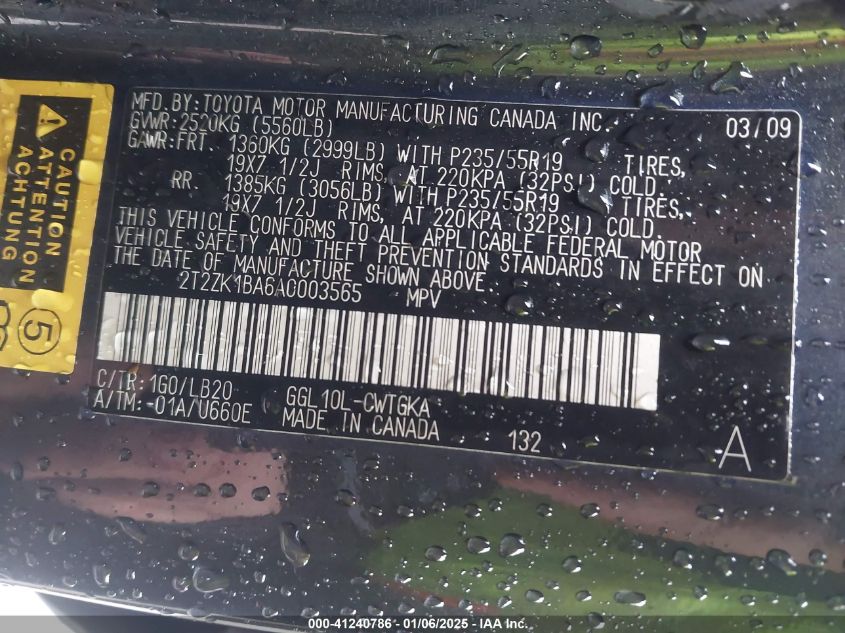 MFD. BY: TOYOTA MOTOR MANUFACTURING CANADA INC. 03/09
GVWR: 2520KG (5560LB)
GAWR: FRT. 1360KG (2999LB) WITH P235/55R19 TIRES,
19X7 1/2J RIMS, AT 220KPA (32PSI) COLD.
RR. 1385KG (3056LB) WITH P235/55R19 TIRES,
19X7 1/2J RIMS, AT 220KPA (32PSI) COLD.
THIS VEHICLE CONFORMS TO ALL APPLICABLE FEDERAL MOTOR
VEHICLE SAFETY AND THEFT PREVENTION STANDARDS IN EFFECT ON
THE DATE OF MANUFACTURE SHOWN ABOVE.
2T2ZK1BA6AC003565 MPV
C/TR: 1G0/LB20 GGL10L-CWTGKA
A/TM: -01A/U660E MADE IN CANADA 132 A
CAUTION
ATTENTION
ACHTUNG
5
000-41240786 - 01/06/2025 - IAA Inc.